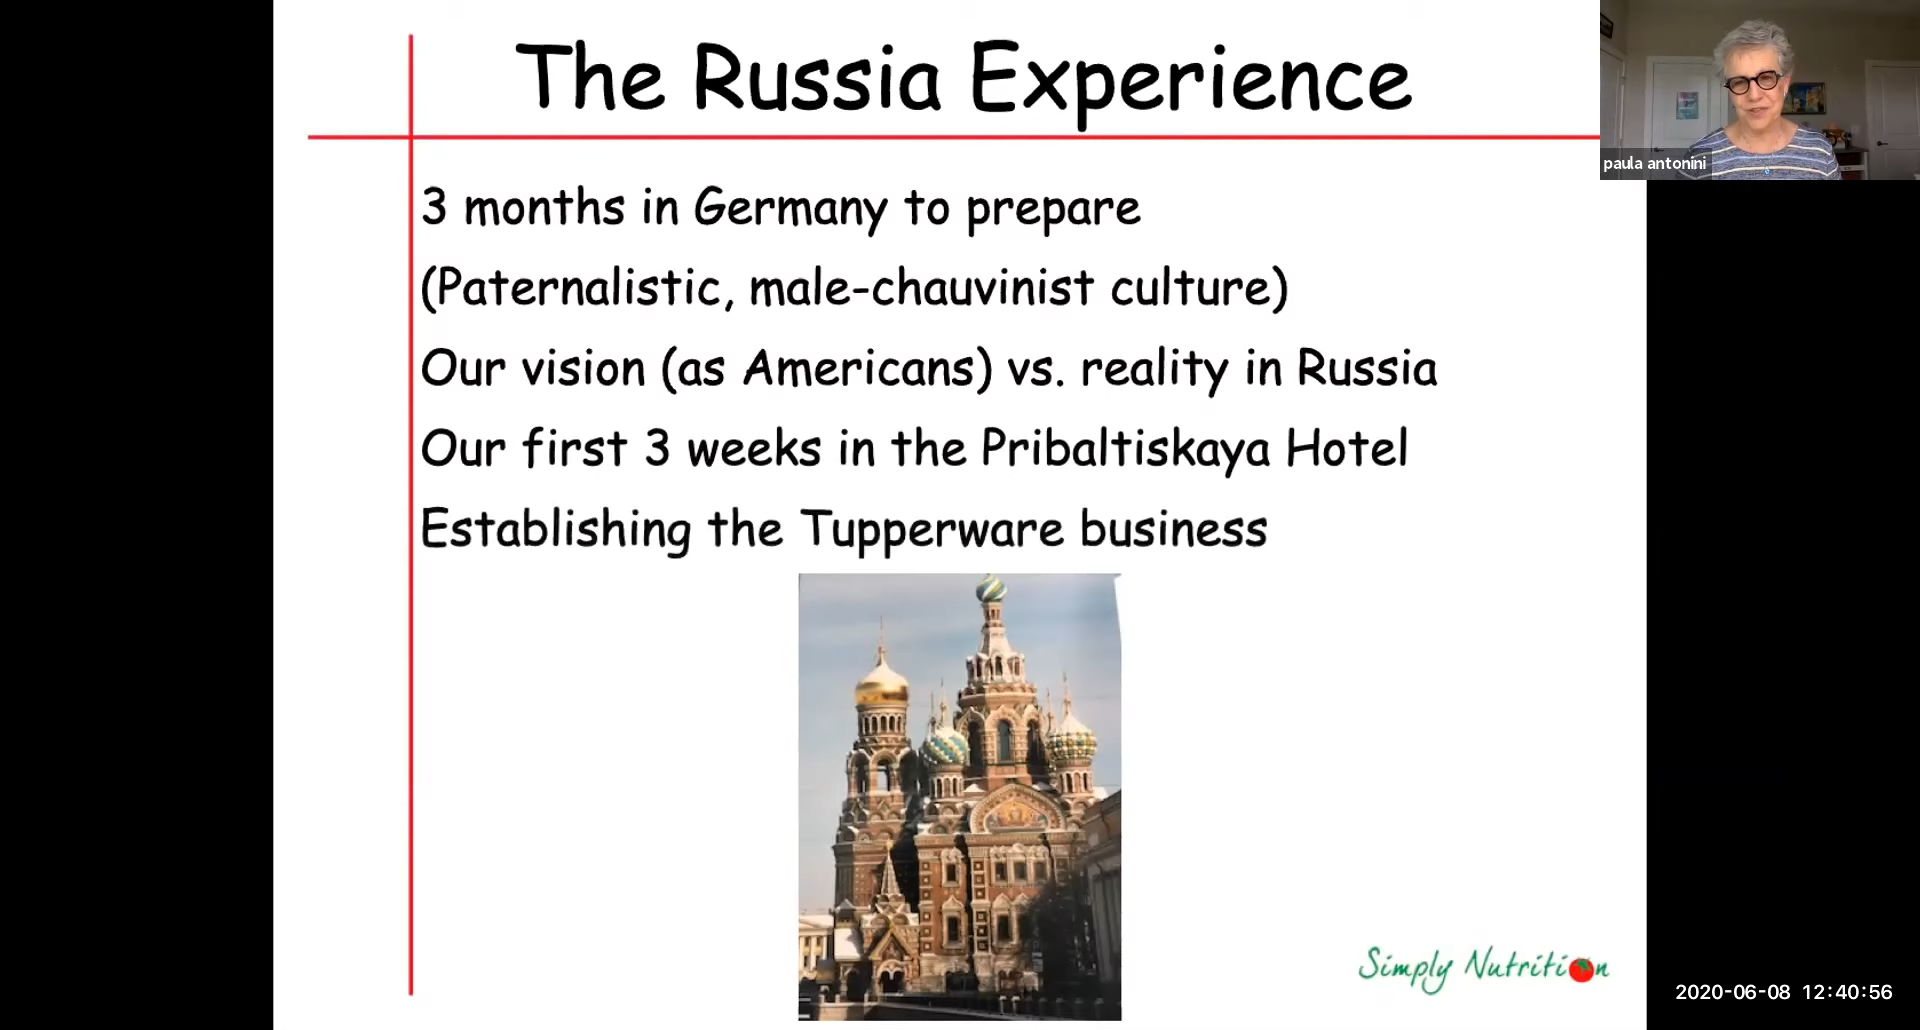 The Russia Experience
paula antonini
3 months in Germany to prepare
(Paternalistic, male-chauvinist culture)
Our vision (as Americans) vs. reality in Russia
Our first 3 weeks in the Pribaltiskaya Hotel
Establishing the Tupperware business
Simply Nutrition
2020-06-08 12:40:56